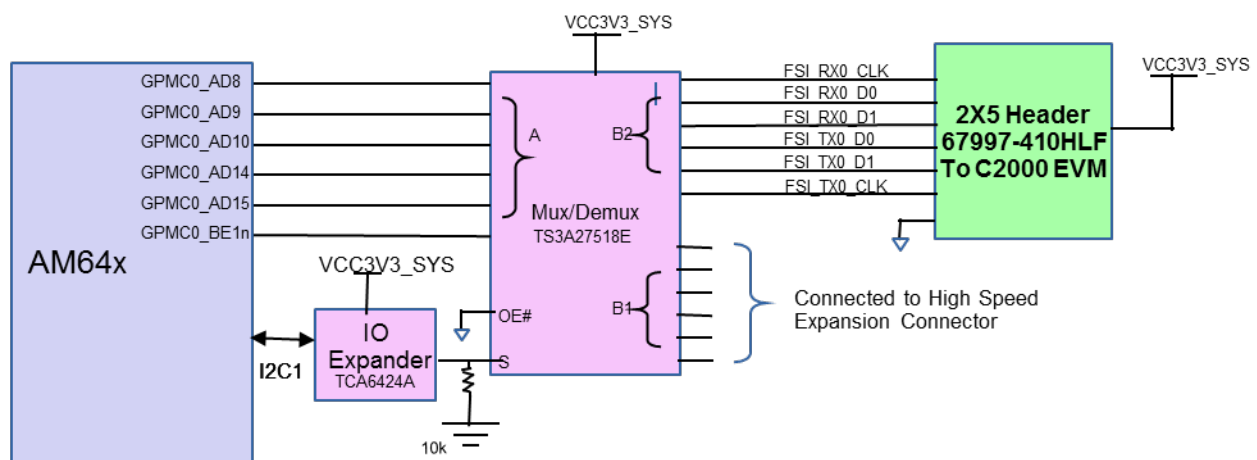 VCC3V3_SYS
GPMC0_AD8
GPMC0_AD9
GPMC0_AD10
GPMC0_AD14
GPMC0_AD15
GPMC0_BE1n
AM64x
VCC3V3_SYS
IO
Expander
TCA6424A
I2C1
10k
A
B2
Mux/Demux
TS3A27518E
OE#
B1
S
FSI_RX0_CLK
FSI_RX0_D0
FSI_RX0_D1
FSI_TX0_D0
FSI_TX0_D1
FSI_TX0_CLK
2X5 Header
67997-410HLF
To C2000 EVM
VCC3V3_SYS
Connected to High Speed
Expansion Connector